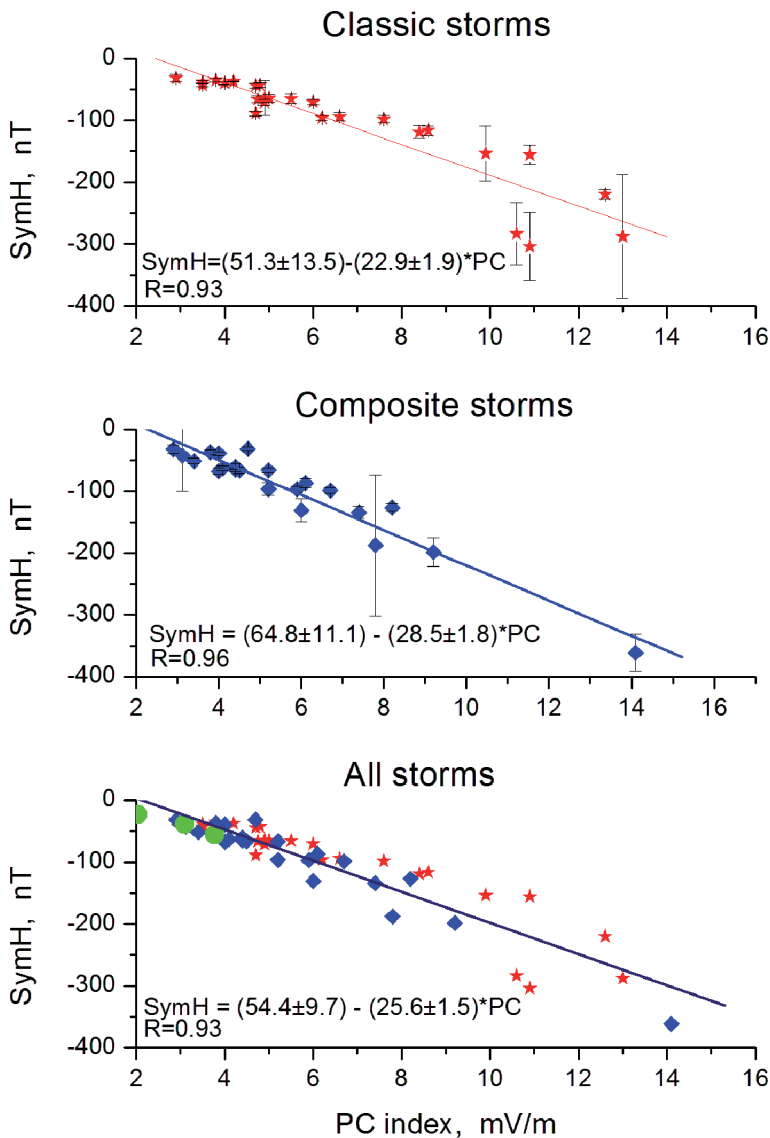 Classic storms
0
-100
-200
-300
-400
SymH, nT
SymH=(51.3±13.5)-(22.9±1.9)*PC
R=0.93
2 4 6 8 10 12 14 16
Composite storms
0
-100
-200
-300
-400
SymH, nT
SymH = (64.8±11.1) - (28.5±1.8)*PC
R=0.96
2 4 6 8 10 12 14 16
All storms
0
-100
-200
-300
-400
SymH, nT
SymH = (54.4±9.7) - (25.6±1.5)*PC
R=0.93
2 4 6 8 10 12 14 16
PC index, mV/m